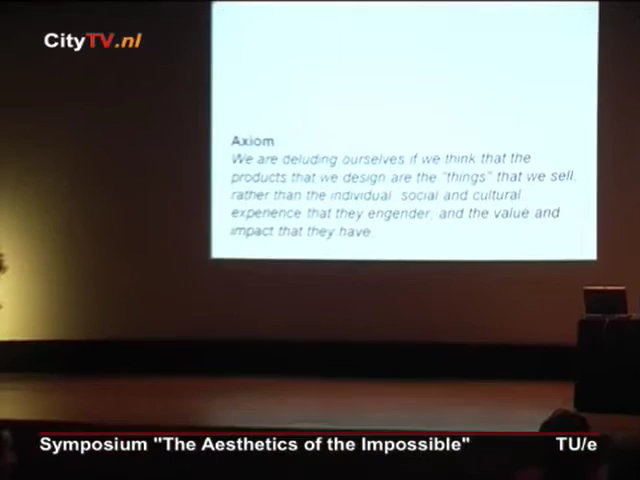 CityTV.nl
Axiom
We are deluding ourselves if we think that the
products that we design are the "things" that we sell,
rather than the individual, social and cultural
experience that they engender, and the value and
impact that they have.
Symposium "The Aesthetics of the Impossible"
TU/e